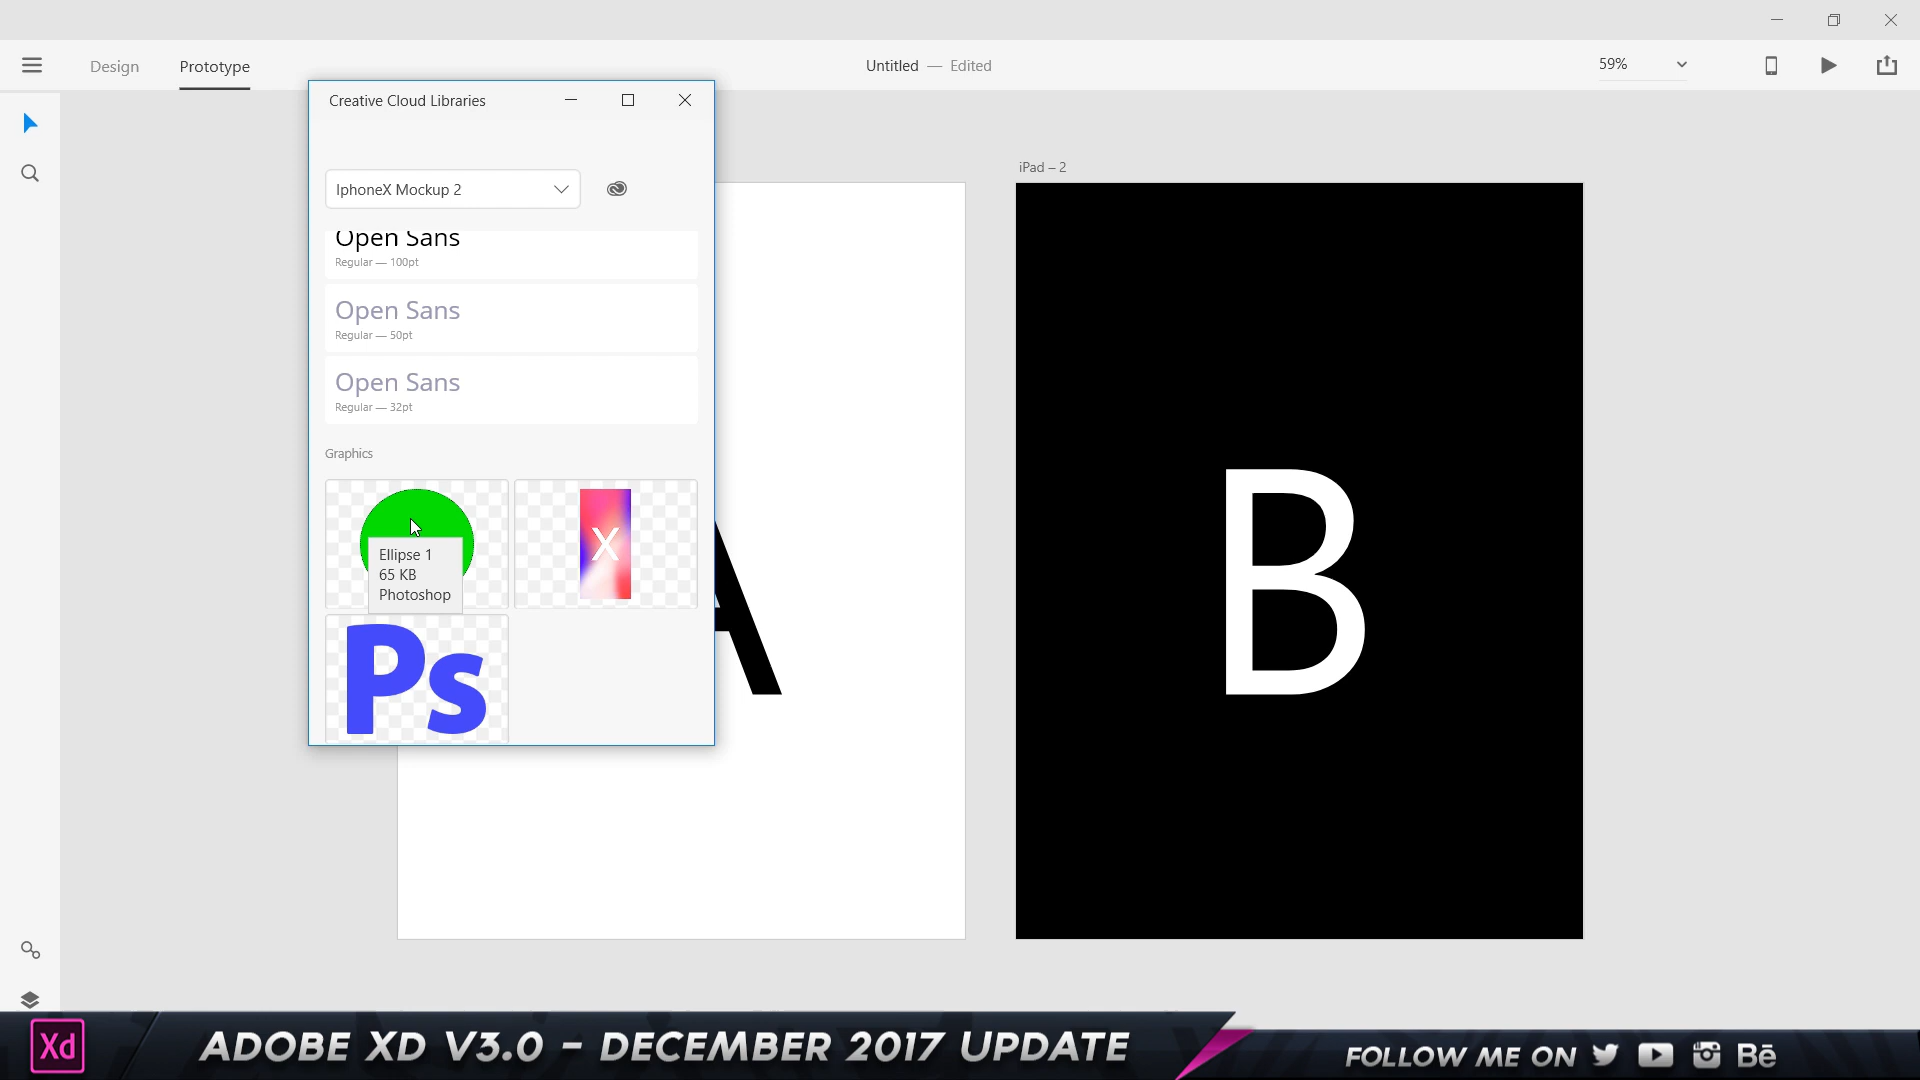 Design
Prototype
Untitled — Edited
59%
Creative Cloud Libraries
IphoneX Mockup 2
Open Sans
Regular — 100pt
Open Sans
Regular — 50pt
Open Sans
Regular — 32pt
Graphics
Ellipse 1
65 KB
Photoshop
X
Ps
A
iPad – 2
B
Xd
ADOBE XD V3.0 - DECEMBER 2017 UPDATE
FOLLOW ME ON
Bē